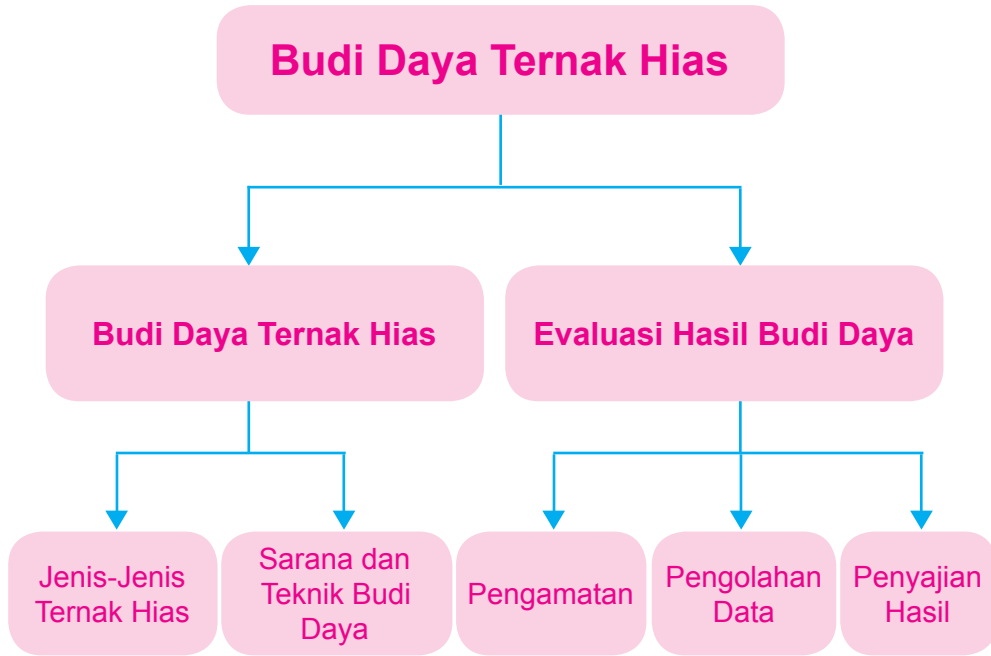 Budi Daya Ternak Hias
Budi Daya Ternak Hias
Evaluasi Hasil Budi Daya
Jenis-Jenis
Ternak Hias
Sarana dan
Teknik Budi
Daya
Pengamatan
Pengolahan
Data
Penyajian
Hasil